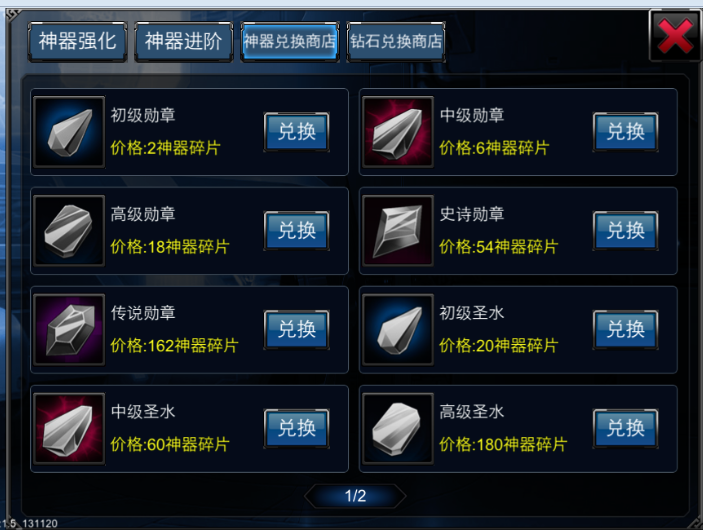 神器强化 神器进阶 神器兑换商店 钻石兑换商店
初级勋章
价格:2神器碎片
兑换
中级勋章
价格:6神器碎片
兑换
高级勋章
价格:18神器碎片
兑换
史诗勋章
价格:54神器碎片
兑换
传说勋章
价格:162神器碎片
兑换
初级圣水
价格:20神器碎片
兑换
中级圣水
价格:60神器碎片
兑换
高级圣水
价格:180神器碎片
兑换
1/2
1.5_131120